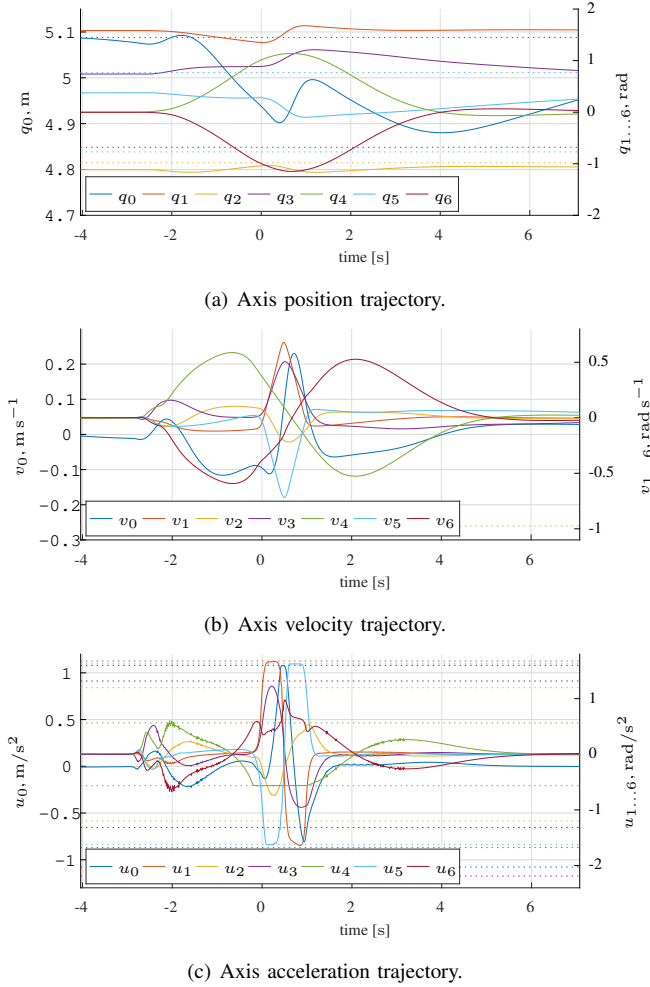 2
5.1
1
5
q₀, m
4.9
0
q₁…₆, rad
4.8
-1
q₀ q₁ q₂ q₃ q₄ q₅ q₆
4.7
-2
-4 -2 0 2 4 6
time [s]
(a) Axis position trajectory.
0.2
0.5
0.1
v₀, m s⁻¹
0
0
-0.1
-0.5
v₁ ₆, rad s⁻¹
-0.2
v₀ v₁ v₂ v₃ v₄ v₅ v₆
-1
-0.3
-4 -2 0 2 4 6
time [s]
(b) Axis velocity trajectory.
1
1
0.5
u₀, m/s²
0
0
u₁…₆, rad/s²
-0.5
-1
-1
u₀ u₁ u₂ u₃ u₄ u₅ u₆
-2
-4 -2 0 2 4 6
time [s]
(c) Axis acceleration trajectory.